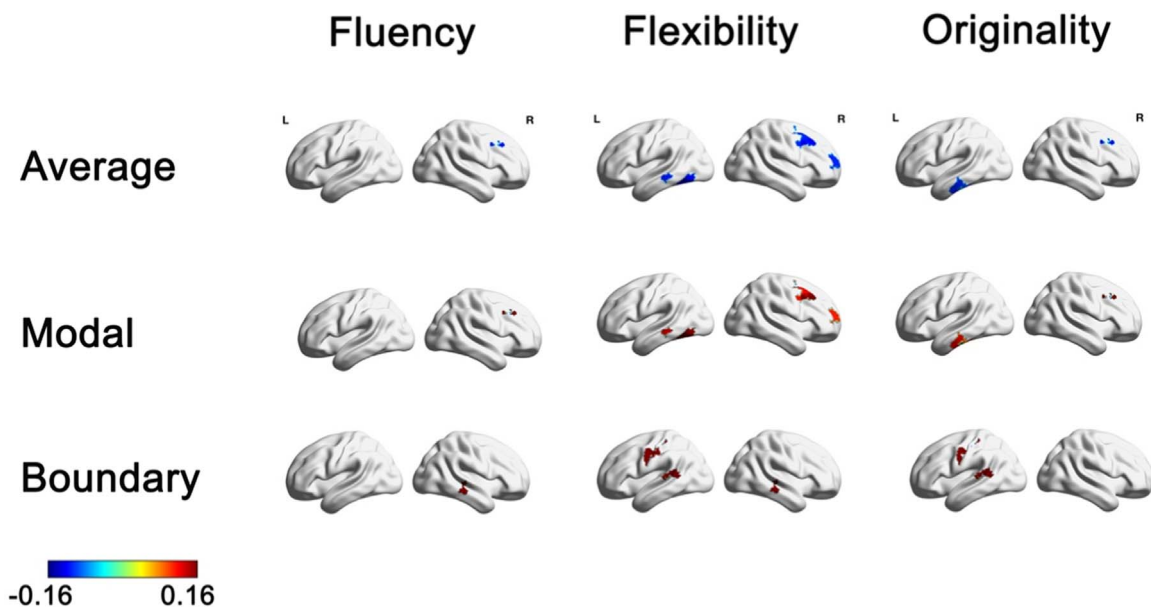 Fluency Flexibility Originality
L R L R L R
Average
Modal
Boundary
-0.16 0.16